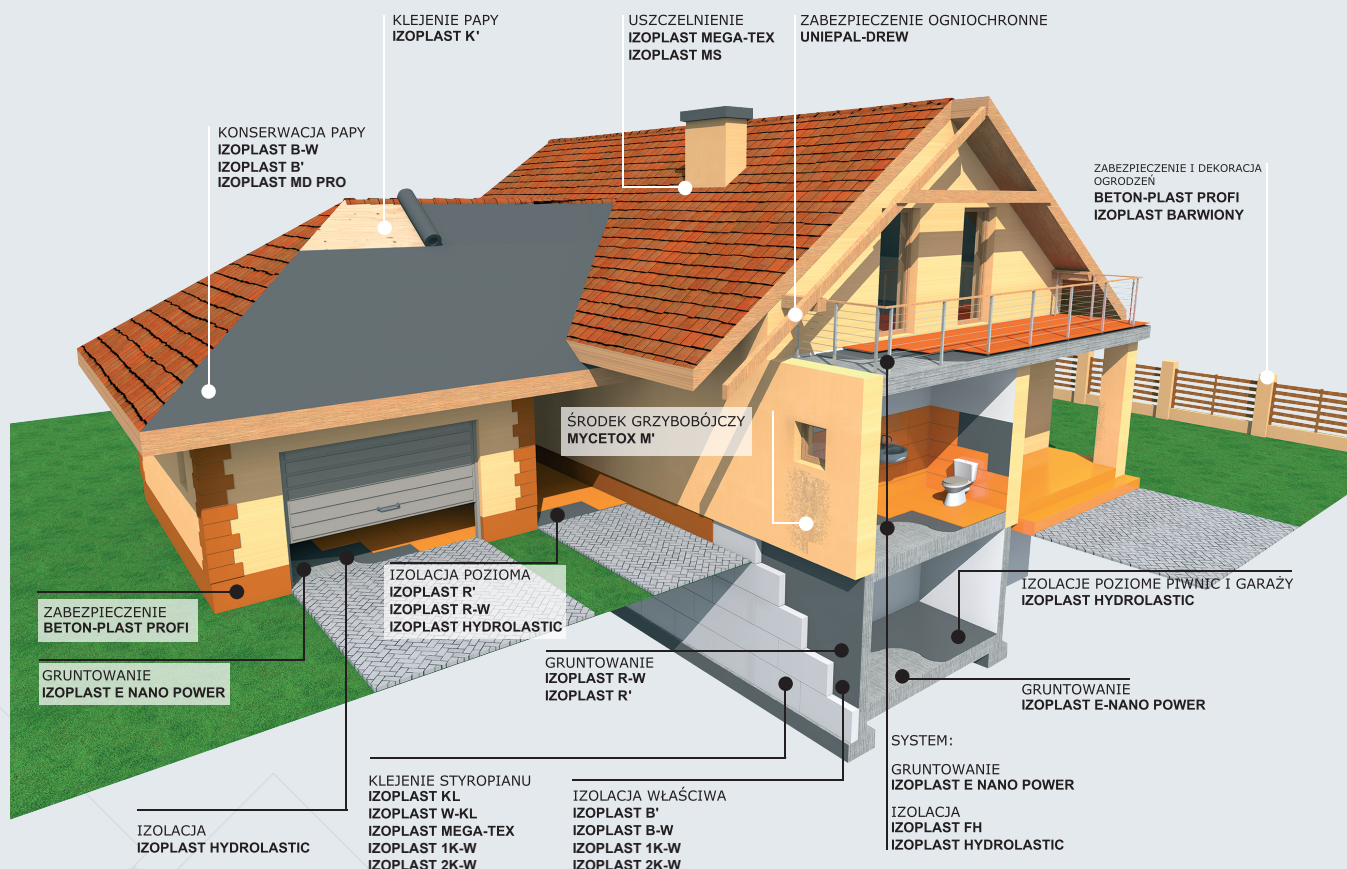 KLEJENIE PAPY
IZOPLAST K'
USZCZELNIENIE
IZOPLAST MEGA-TEX
IZOPLAST MS
ZABEZPIECZENIE OGNIOCHRONNE
UNIEPAL-DREW
KONSERWACJA PAPY
IZOPLAST B-W
IZOPLAST B'
IZOPLAST MD PRO
ZABEZPIECZENIE I DEKORACJA
OGRODZEŃ
BETON-PLAST PROFI
IZOPLAST BARWIONY
ŚRODEK GRZYBOBÓJCZY
MYCETOX M'
IZOLACJA POZIOMA
IZOPLAST R'
IZOPLAST R-W
IZOPLAST HYDROLASTIC
IZOLACJE POZIOME PIWNIC I GARAŻY
IZOPLAST HYDROLASTIC
ZABEZPIECZENIE
BETON-PLAST PROFI
GRUNTOWANIE
IZOPLAST E NANO POWER
GRUNTOWANIE
IZOPLAST R-W
IZOPLAST R'
GRUNTOWANIE
IZOPLAST E-NANO POWER
SYSTEM:
GRUNTOWANIE
IZOPLAST E NANO POWER
IZOLACJA
IZOPLAST FH
IZOPLAST HYDROLASTIC
KLEJENIE STYROPIANU
IZOPLAST KL
IZOPLAST W-KL
IZOPLAST MEGA-TEX
IZOPLAST 1K-W
IZOPLAST 2K-W
IZOLACJA WŁAŚCIWA
IZOPLAST B'
IZOPLAST B-W
IZOPLAST 1K-W
IZOPLAST 2K-W
IZOLACJA
IZOPLAST HYDROLASTIC